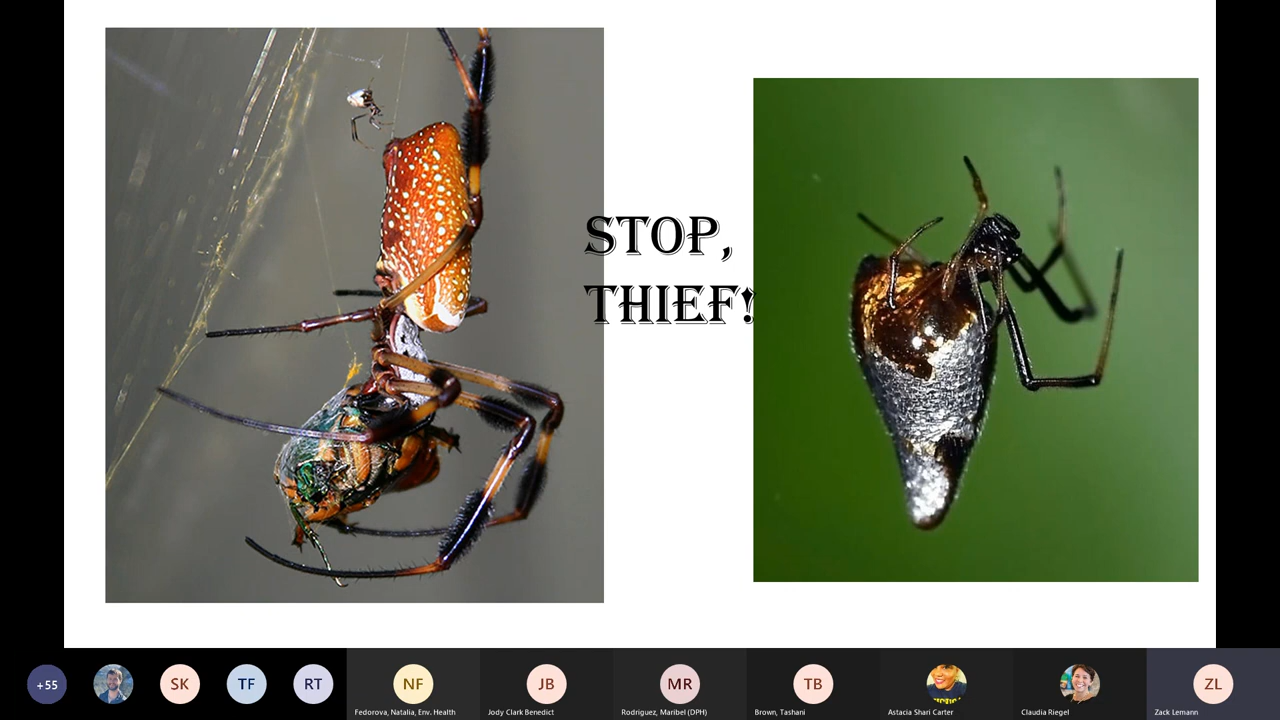 STOP,
THIEF!
+55
SK
TF
RT
NF
JB
MR
TB
ZL
Fedorova, Natalia, Env. Health
Jody Clark Benedict
Rodriguez, Maribel (DPH)
Brown, Tashani
Astacia Shari Carter
Claudia Riegel
Zack Lemann